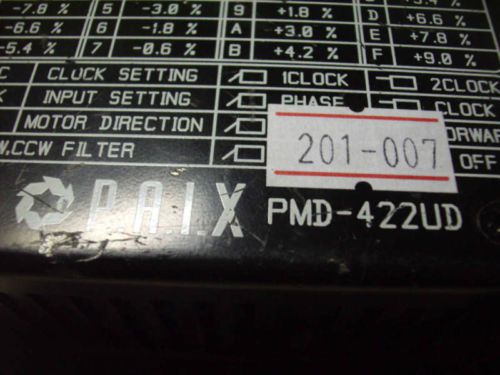 -7.8 % 5 -3.0 % 9 +1.8 % D
-6.6 % 6 -1.8 % A +3.0 % D +6.6 %
-5.4 % 7 -0.6 % B +4.2 % E +7.8 %
F +9.0 %
CLOCK SETTING 1CLOCK 2CLOCK
INPUT SETTING PHASE CLOCK
MOTOR DIRECTION
W.CCW FILTER OFF
201-007
P.A.I.X PMD-422UD